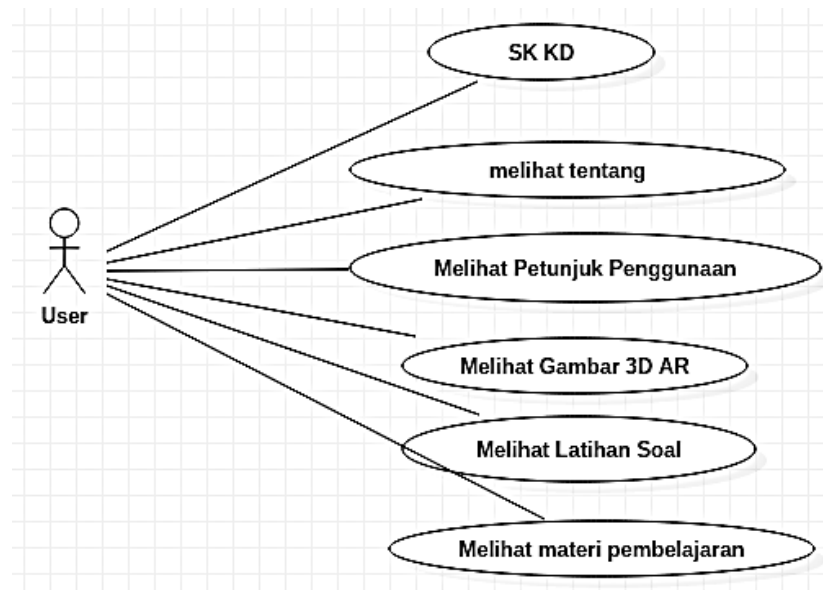 SK KD
melihat tentang
Melihat Petunjuk Penggunaan
User
Melihat Gambar 3D AR
Melihat Latihan Soal
Melihat materi pembelajaran